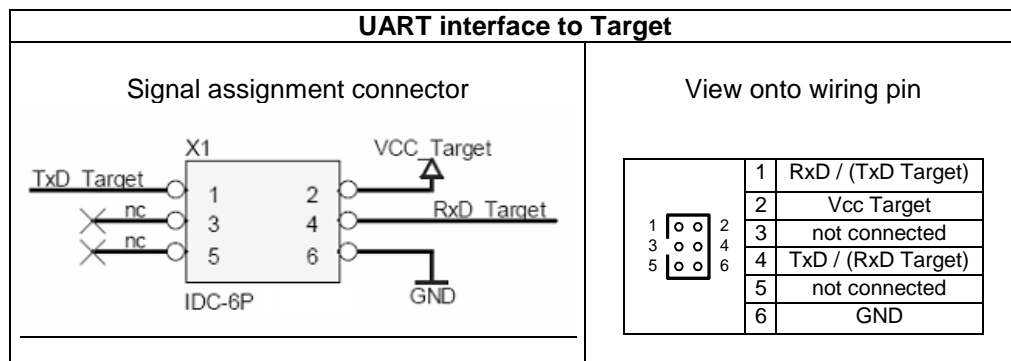 UART interface to Target
Signal assignment connector
X1
VCC_Target
TxD_Target
1 2
nc
3 4
RxD_Target
nc
5 6
IDC-6P
GND
View onto wiring pin
1 2
3 4
5 6
1 RxD / (TxD Target)
2 Vcc Target
3 not connected
4 TxD / (RxD Target)
5 not connected
6 GND